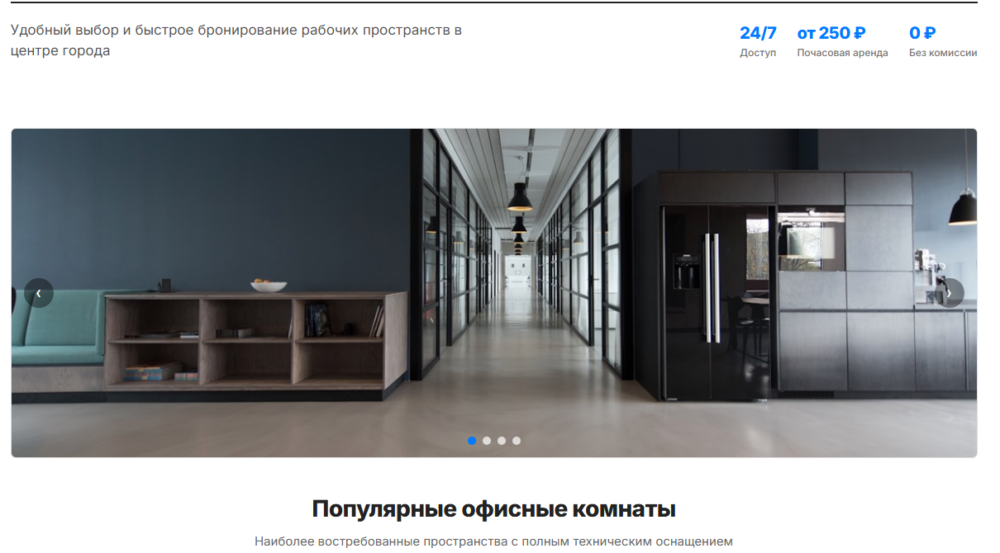 Удобный выбор и быстрое бронирование рабочих пространств в
центре города
24/7
Доступ
от 250 ₽
Почасовая аренда
0 ₽
Без комиссии
Популярные офисные комнаты
Наиболее востребованные пространства с полным техническим оснащением